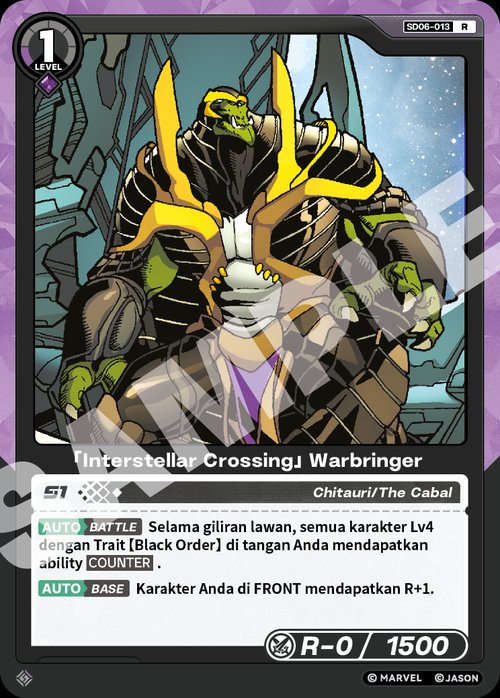 SD06-013 R
1
LEVEL
SAMPLE
「Interstellar Crossing」 Warbringer
S1 Chitauri/The Cabal
AUTO BATTLE Selama giliran lawan, semua karakter Lv4
dengan Trait【Black Order】di tangan Anda mendapatkan
ability COUNTER .
AUTO BASE Karakter Anda di FRONT mendapatkan R+1.
R-0 / 1500
© MARVEL © JASON